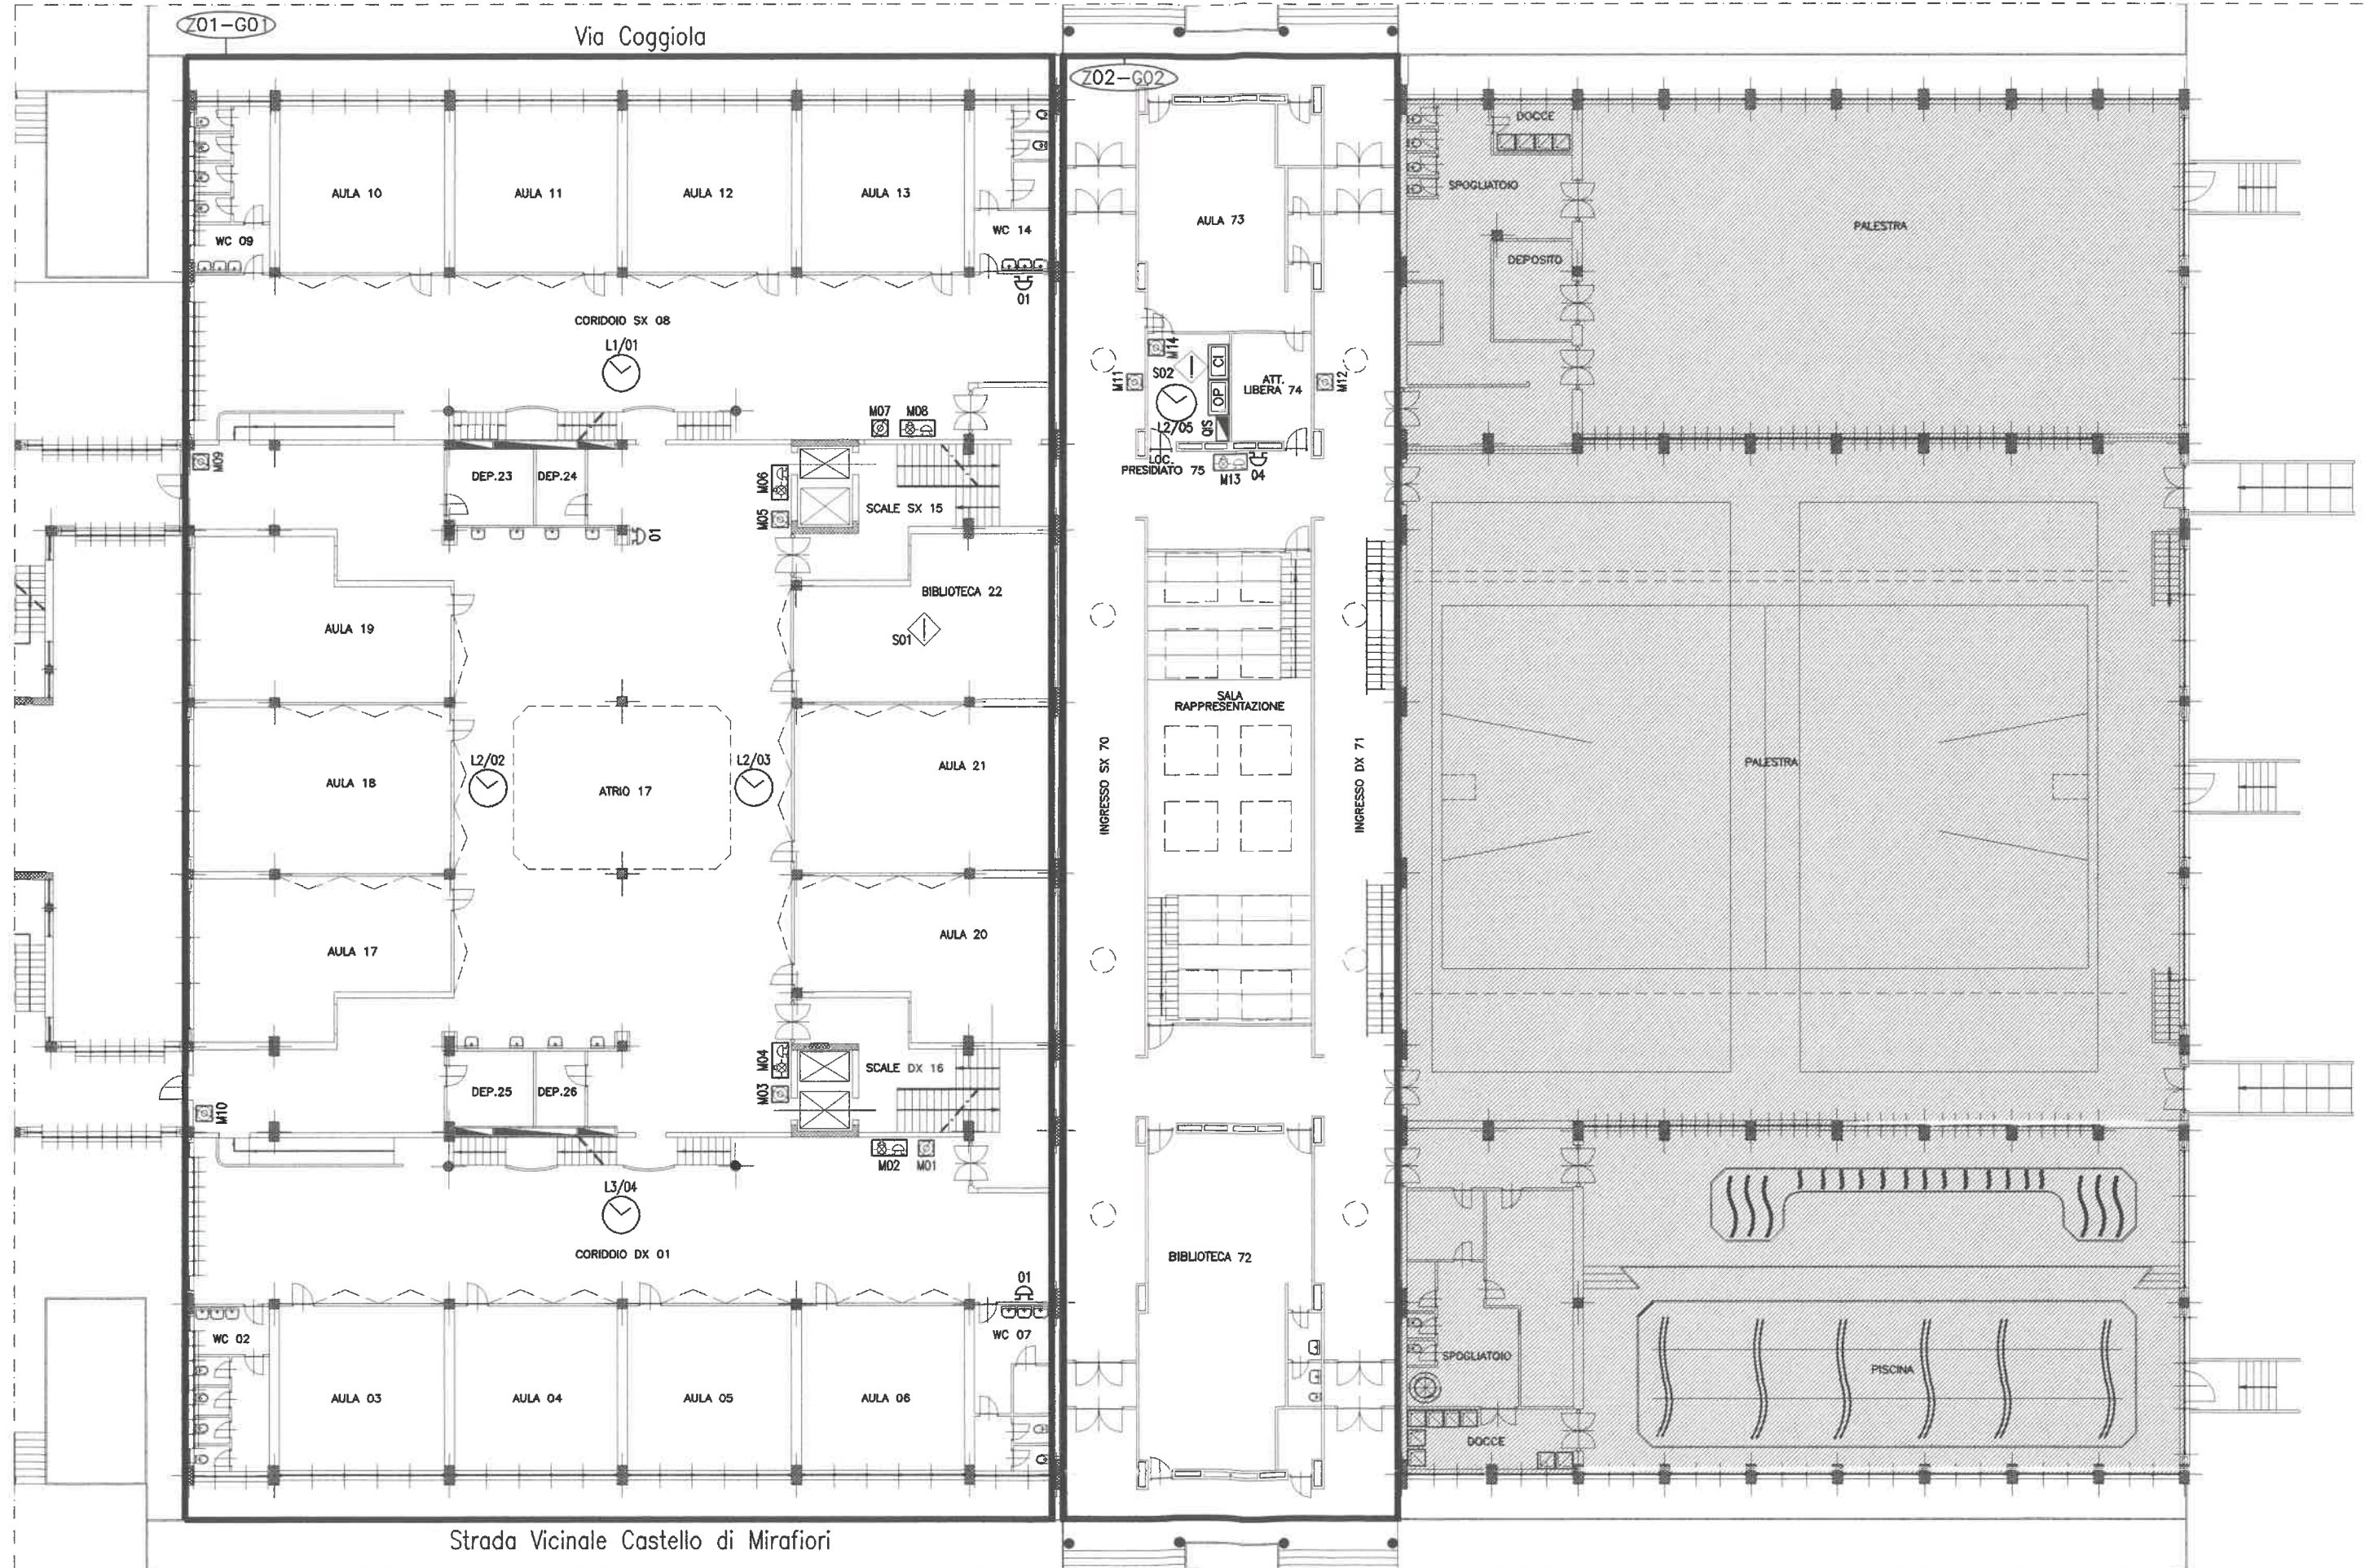 Z01-G01
Via Coggiola
Z02-G02
DOCCE
SPOGLIATOIO
AULA 10
AULA 11
AULA 12
AULA 13
AULA 73
PALESTRA
WC 09
WC 14
DEPOSITO
01
CORIDOIO SX 08
L1/01
M14
S02
CI
M11
M12
ATT.
LIBERA 74
OP
M07
M08
L2/05
QIS
M09
LOC.
PRESIDIATO 75
M13
04
DEP.23
DEP.24
M06
SCALE SX 15
M05
01
BIBLIOTECA 22
AULA 19
S01
SALA
RAPPRESENTAZIONE
L2/02
L2/03
AULA 18
ATRIO 17
AULA 21
INGRESSO SX 70
INGRESSO DX 71
PALESTRA
AULA 17
AULA 20
M04
SCALE DX 16
DEP.25
DEP.26
M03
M10
M02
M01
L3/04
CORIDOIO DX 01
BIBLIOTECA 72
01
WC 02
WC 07
SPOGLIATOIO
PISCINA
AULA 03
AULA 04
AULA 05
AULA 06
DOCCE
Strada Vicinale Castello di Mirafiori